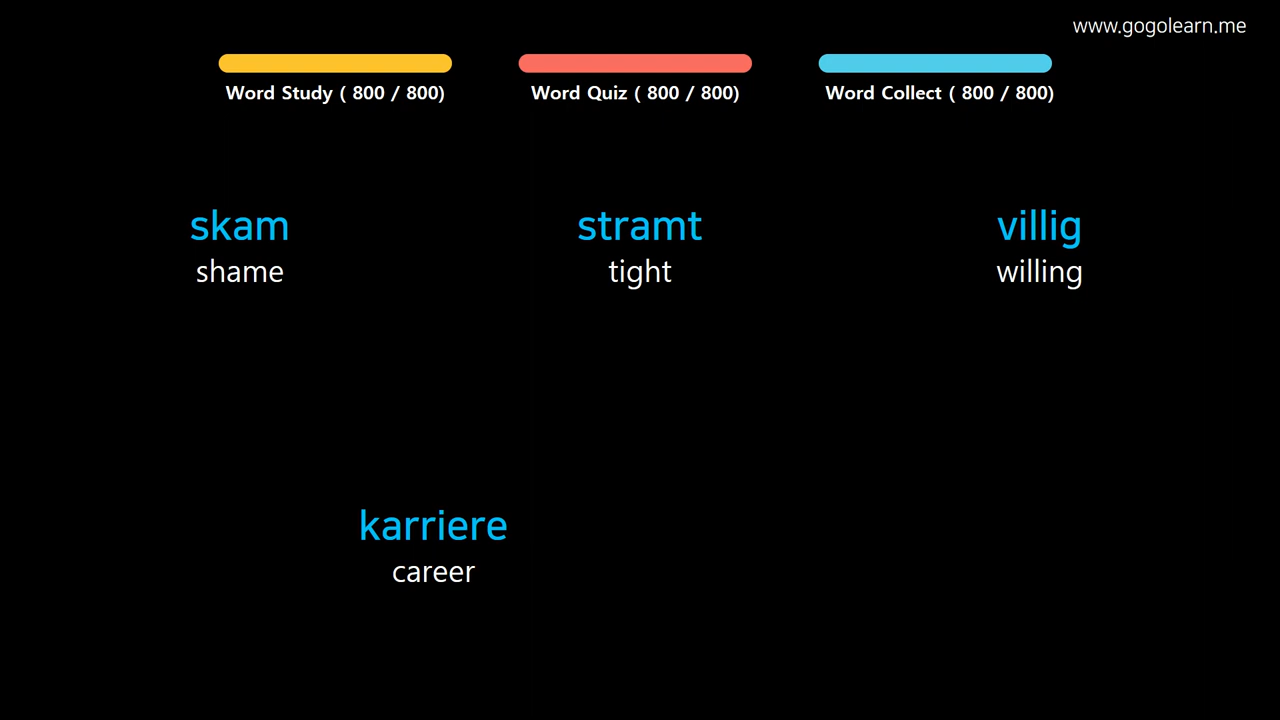 www.gogolearn.me
Word Study ( 800 / 800)
Word Quiz ( 800 / 800)
Word Collect ( 800 / 800)
skam
shame
stramt
tight
villig
willing
karriere
career